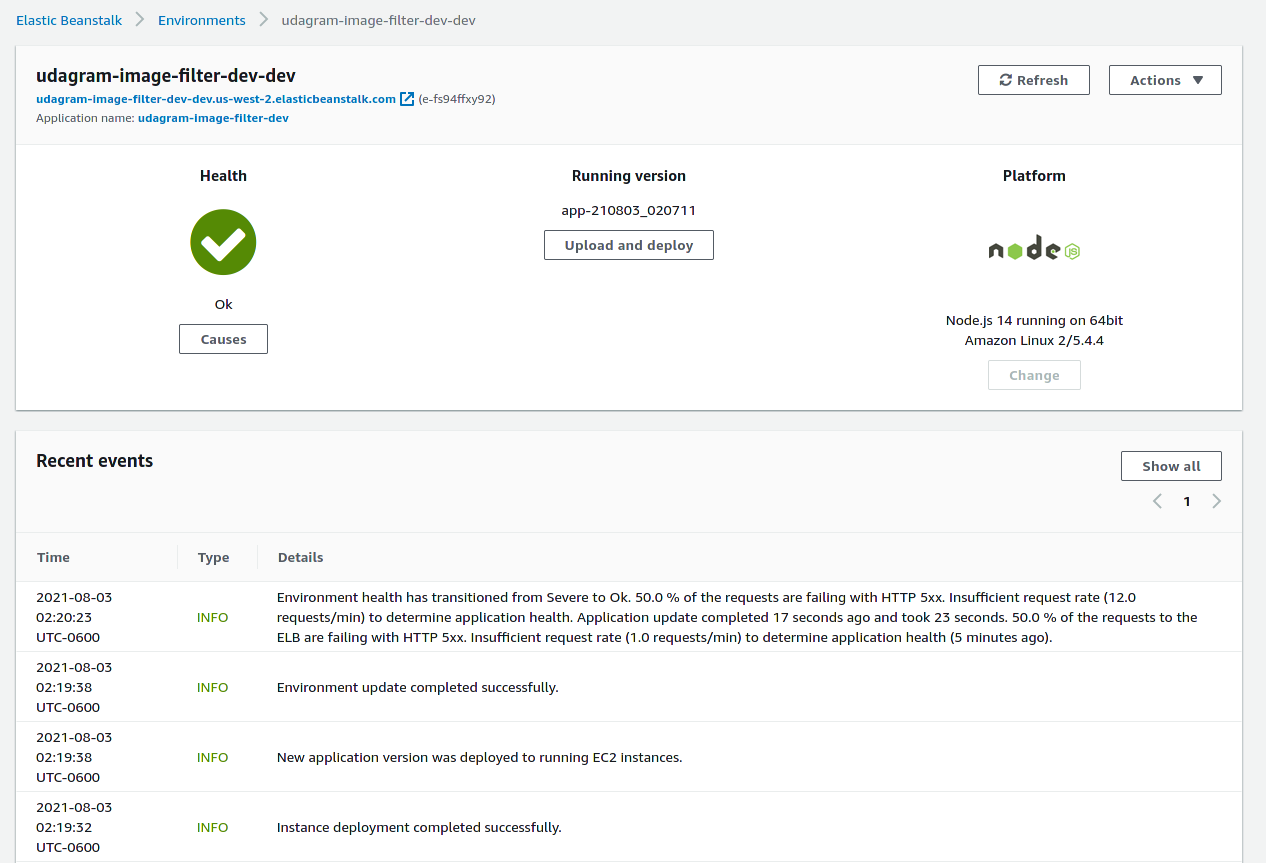 Elastic Beanstalk > Environments > udagram-image-filter-dev-dev
udagram-image-filter-dev-dev
udagram-image-filter-dev-dev.us-west-2.elasticbeanstalk.com (e-fs94ffxy92)
Application name: udagram-image-filter-dev
Refresh
Actions
Health
Ok
Causes
Running version
app-210803_020711
Upload and deploy
Platform
node
JS
Node.js 14 running on 64bit
Amazon Linux 2/5.4.4
Change
Recent events
Show all
1
Time Type Details
2021-08-03
02:20:23
UTC-0600
INFO
Environment health has transitioned from Severe to Ok. 50.0 % of the requests are failing with HTTP 5xx. Insufficient request rate (12.0
requests/min) to determine application health. Application update completed 17 seconds ago and took 23 seconds. 50.0 % of the requests to the
ELB are failing with HTTP 5xx. Insufficient request rate (1.0 requests/min) to determine application health (5 minutes ago).
2021-08-03
02:19:38
UTC-0600
INFO
Environment update completed successfully.
2021-08-03
02:19:38
UTC-0600
INFO
New application version was deployed to running EC2 instances.
2021-08-03
02:19:32
UTC-0600
INFO
Instance deployment completed successfully.